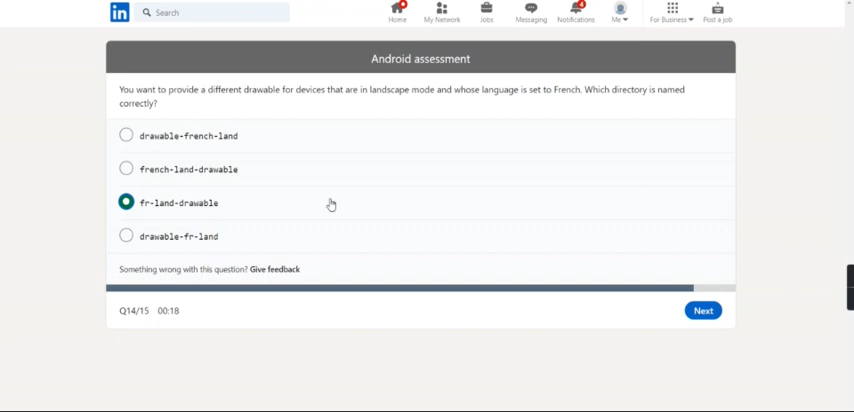 in
Search
4
Home
My Network
Jobs
Messaging
Notifications
Me
For Business
Post a job
Android assessment
You want to provide a different drawable for devices that are in landscape mode and whose language is set to French. Which directory is named
correctly?
drawable-french-land
french-land-drawable
fr-land-drawable
drawable-fr-land
Something wrong with this question? Give feedback
Q14/15 00:18
Next